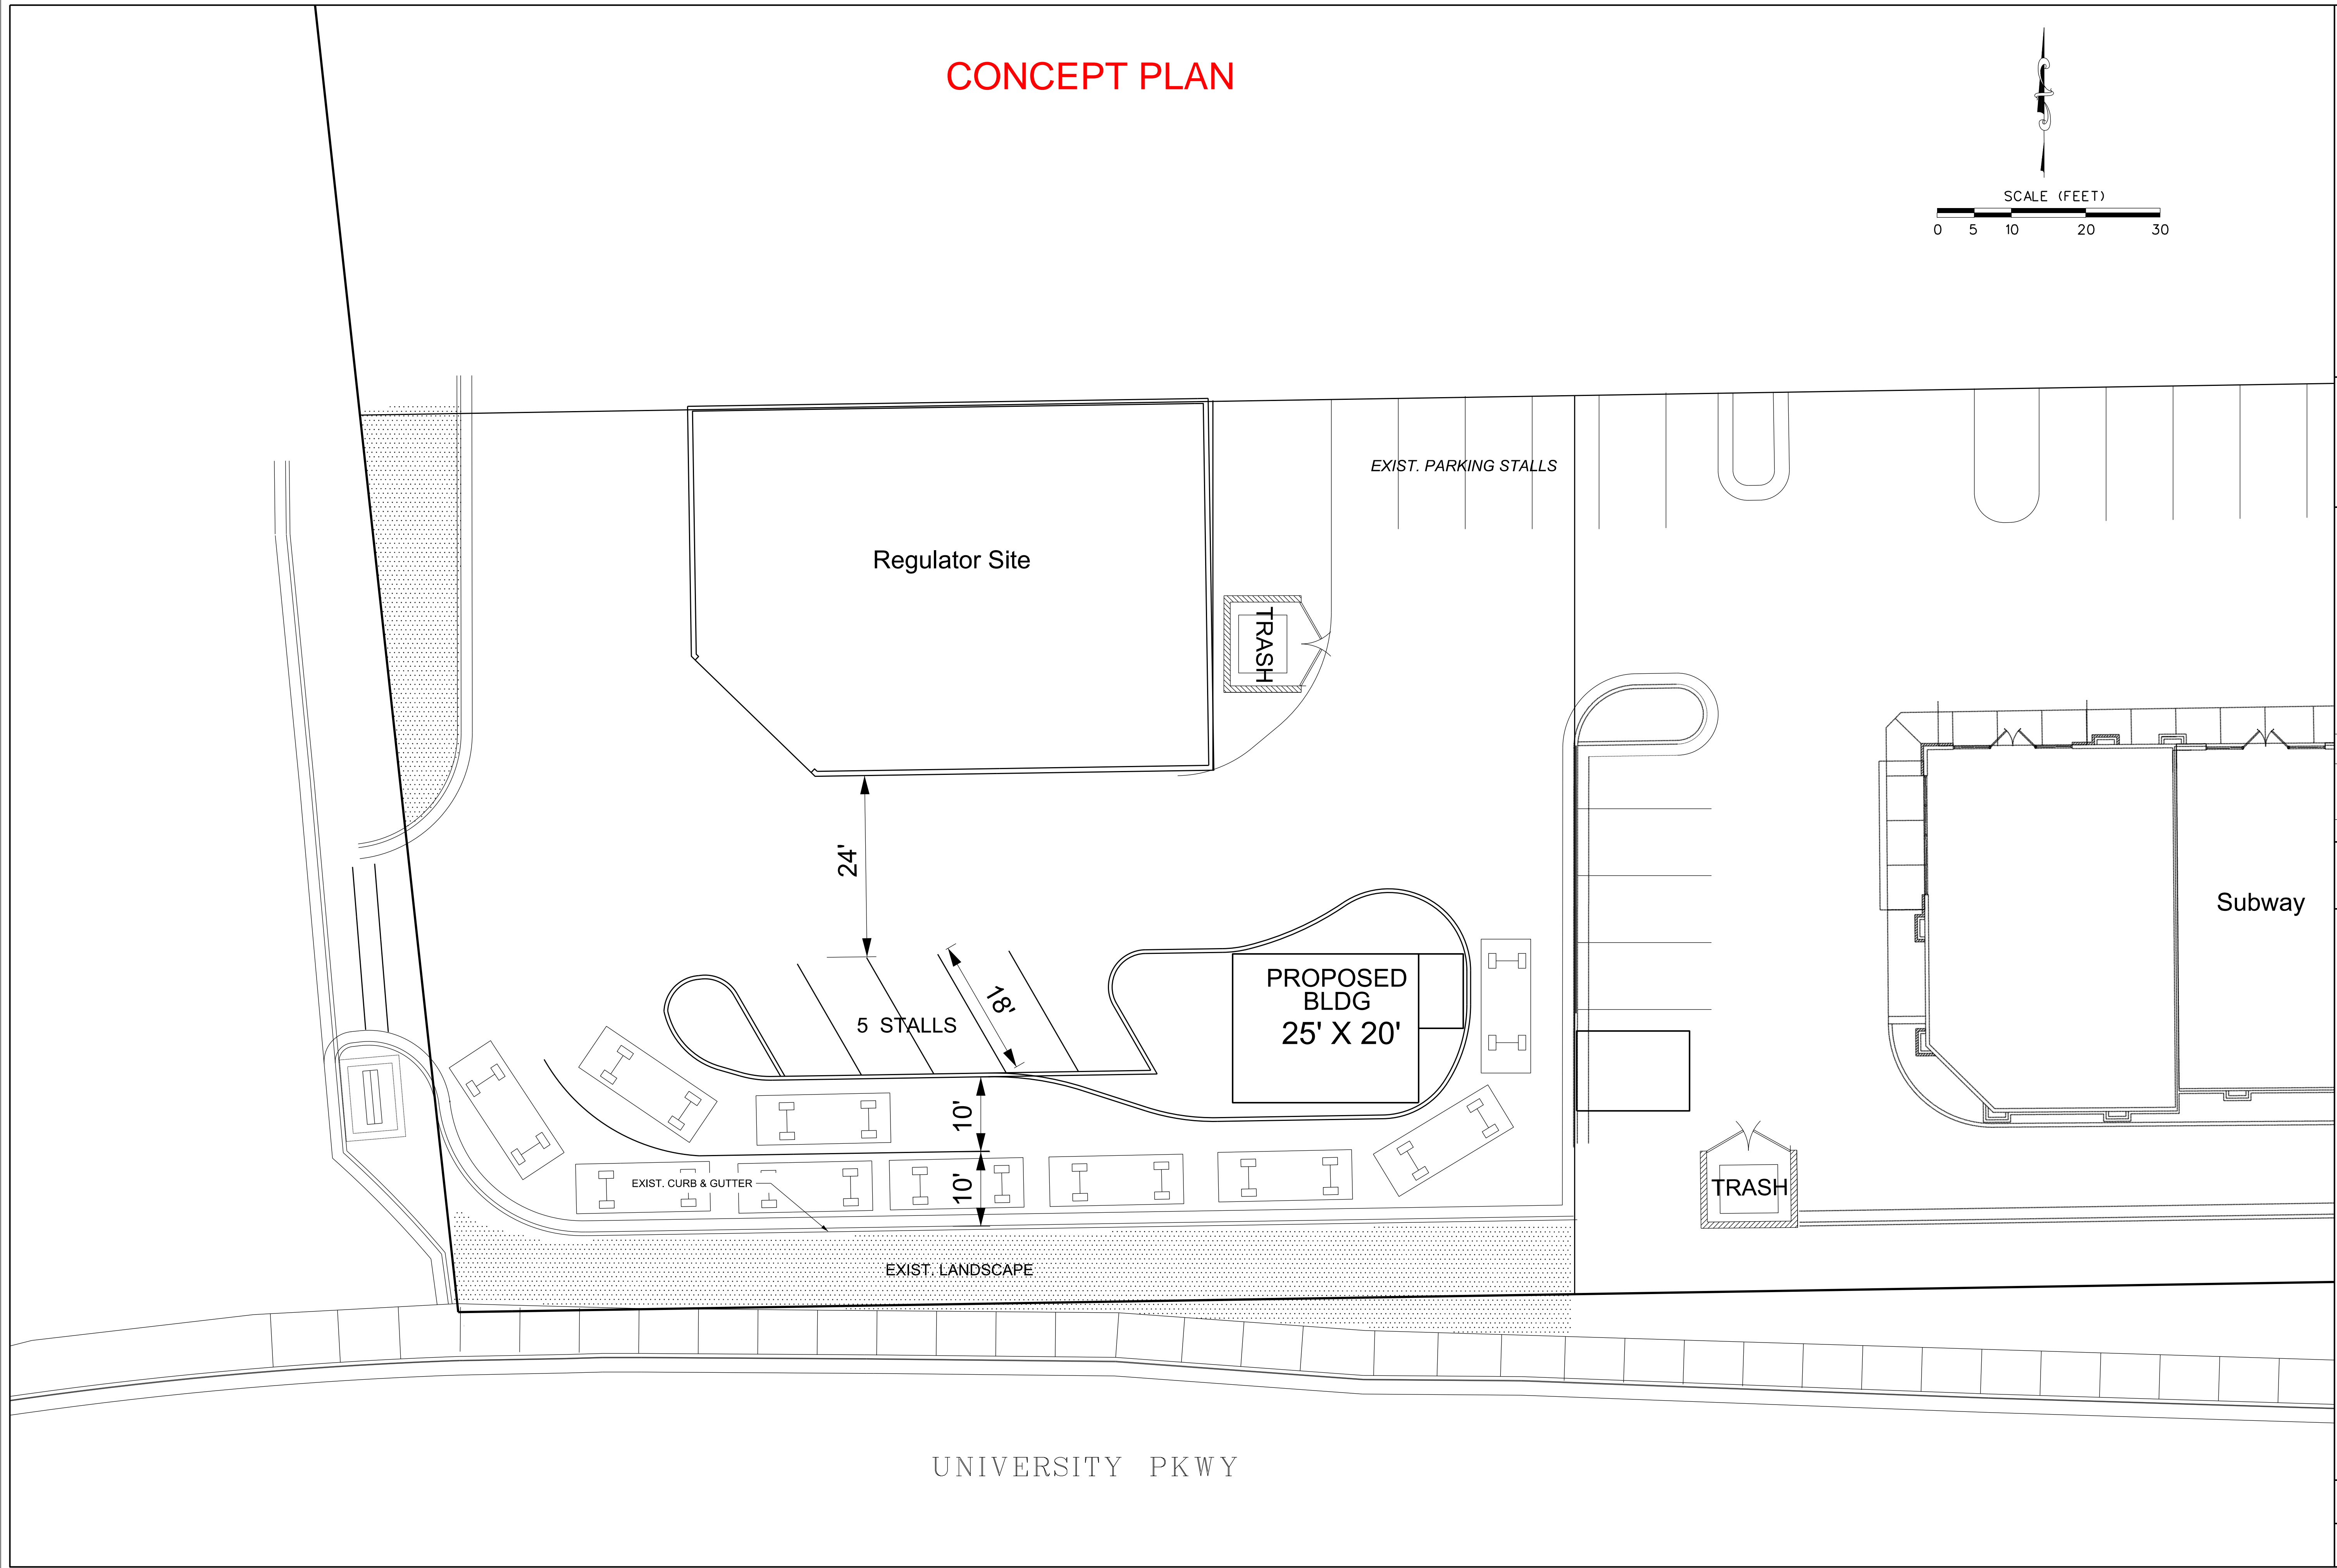 CONCEPT PLAN
SCALE (FEET)
0 5 10 20 30
EXIST. PARKING STALLS
Regulator Site
TRASH
24'
Subway
PROPOSED
BLDG
25' X 20'
18'
5 STALLS
10'
10'
EXIST. CURB & GUTTER
TRASH
EXIST. LANDSCAPE
UNIVERSITY PKWY